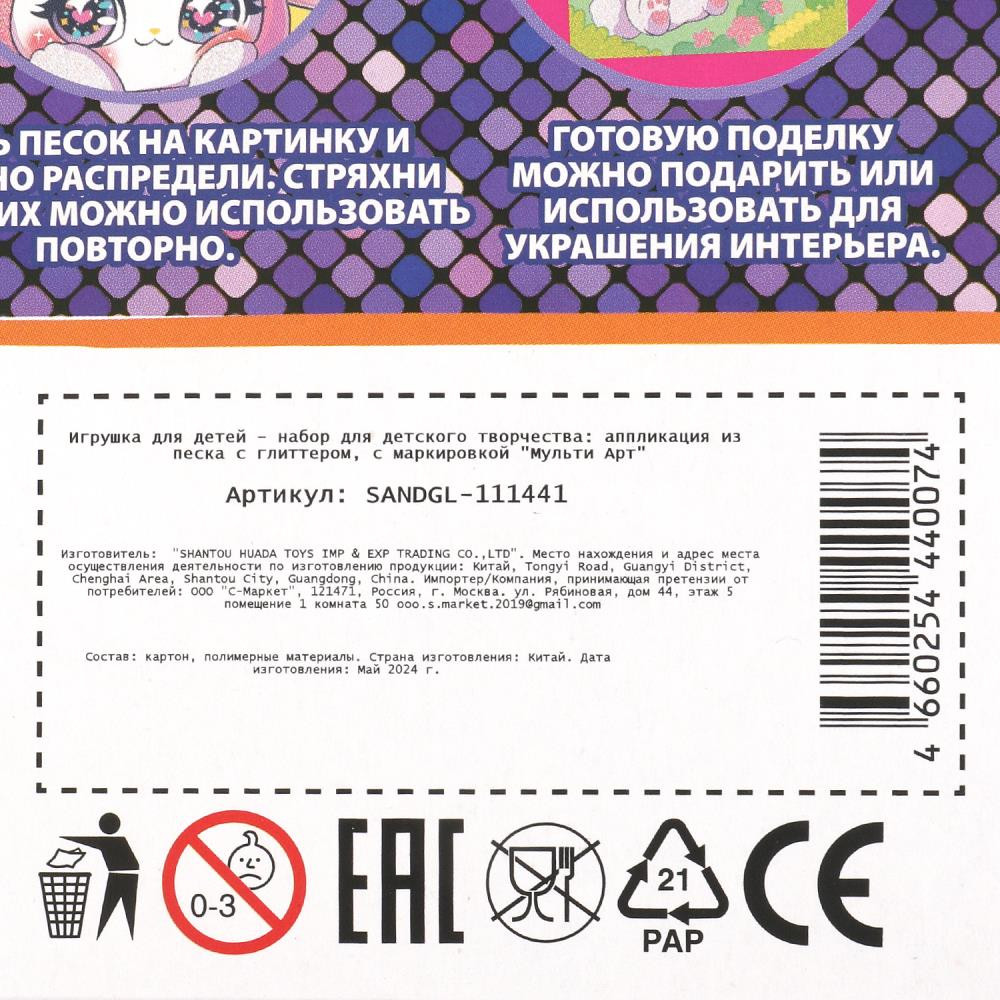 Ь ПЕСОК НА КАРТИНКУ И
НО РАСПРЕДЕЛИ. СТРЯХНИ
ИХ МОЖНО ИСПОЛЬЗОВАТЬ
ПОВТОРНО.
ГОТОВУЮ ПОДЕЛКУ
МОЖНО ПОДАРИТЬ ИЛИ
ИСПОЛЬЗОВАТЬ ДЛЯ
УКРАШЕНИЯ ИНТЕРЬЕРА.
Игрушка для детей - набор для детского творчества: аппликация из
песка с глиттером, с маркировкой "Мульти Арт"
Артикул: SANDGL-111441
Изготовитель: "SHANTOU HUADA TOYS IMP & EXP TRADING CO.,LTD". Место нахождения и адрес места
осуществления деятельности по изготовлению продукции: Китай, Tongyi Road, Guangyi District,
Chenghai Area, Shantou City, Guangdong, China. Импортер/Компания, принимающая претензии от
потребителей: ООО "С-Маркет", 121471, Россия, г. Москва. ул. Рябиновая, дом 44, этаж 5
помещение 1 комната 50 ooo.s.market.2019@gmail.com
Состав: картон, полимерные материалы. Страна изготовления: Китай. Дата
изготовления: Май 2024 г.
4 660254 440074
0-3
EAC
21
PAP
CE